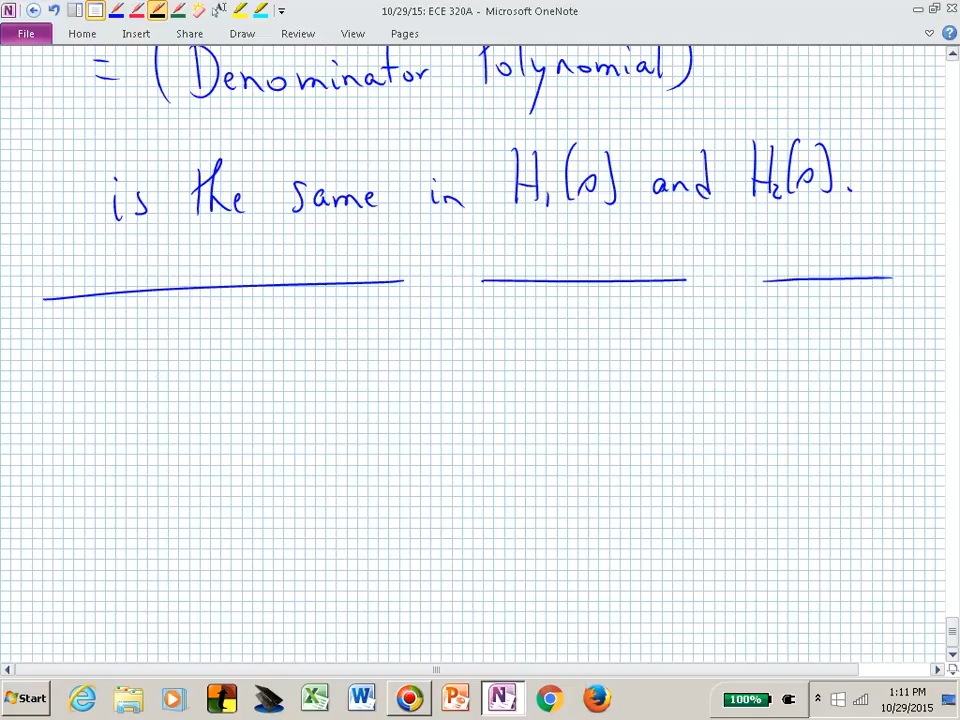 10/29/15: ECE 320A - Microsoft OneNote
File Home Insert Share Draw Review View Pages
= (Denominator Polynomial)
is the same in H₁(s) and H₂(s).
Start
100%
1:11 PM
10/29/2015